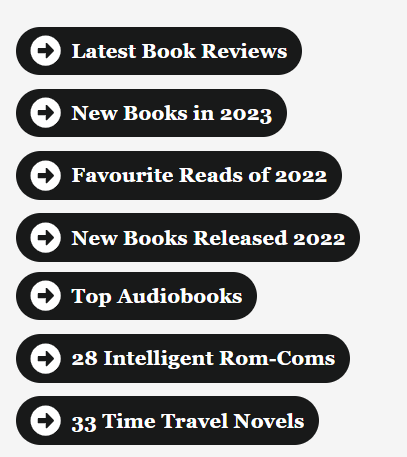 Latest Book Reviews
New Books in 2023
Favourite Reads of 2022
New Books Released 2022
Top Audiobooks
28 Intelligent Rom-Coms
33 Time Travel Novels